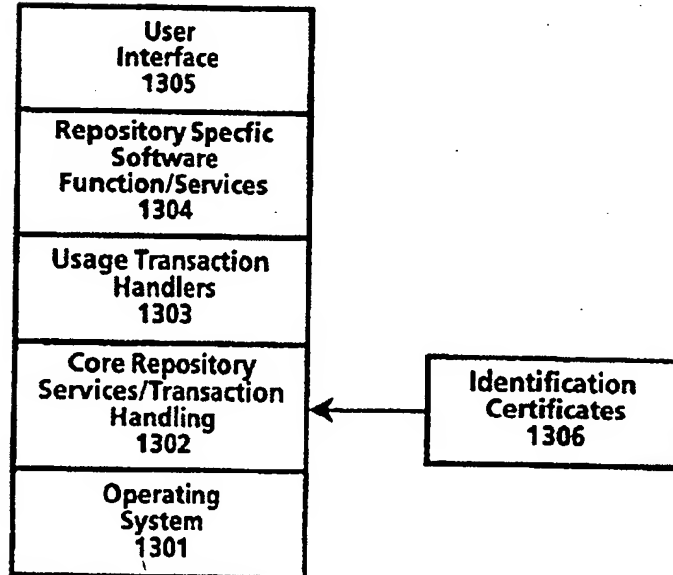 User
Interface
1305
Repository Specfic
Software
Function/Services
1304
Usage Transaction
Handlers
1303
Core Repository
Services/Transaction
Handling
1302
Identification
Certificates
1306
Operating
System
1301